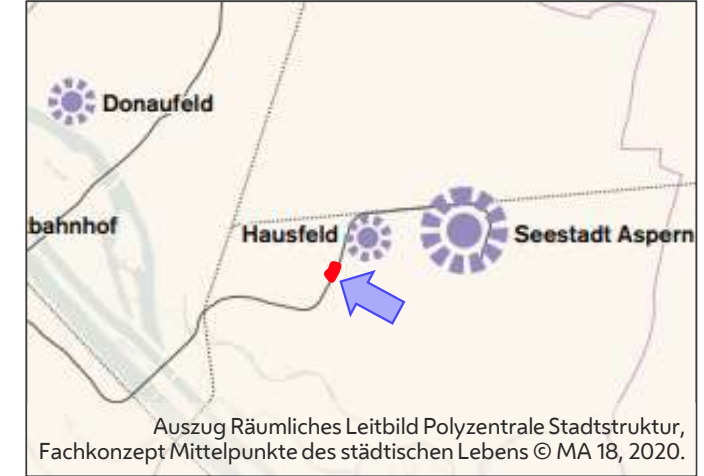 Donaufeld
bahnhof
Hausfeld
Seestadt Aspern
Auszug Räumliches Leitbild Polyzentrale Stadtstruktur,
Fachkonzept Mittelpunkte des städtischen Lebens © MA 18, 2020.